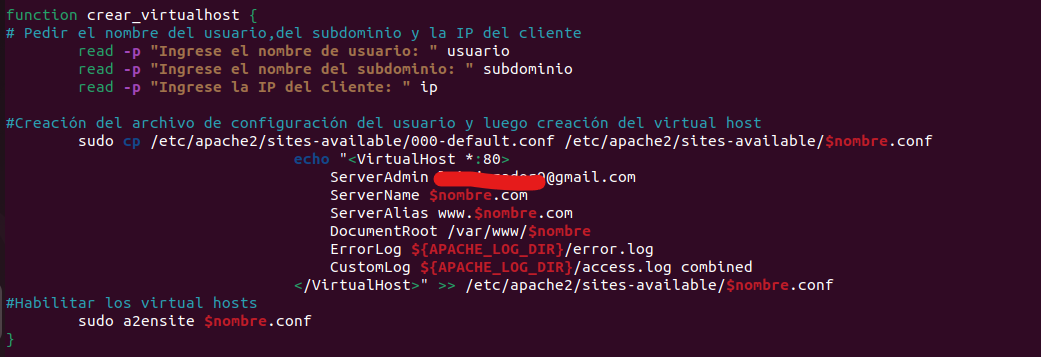 function crear_virtualhost {
# Pedir el nombre del usuario,del subdominio y la IP del cliente
read -p "Ingrese el nombre de usuario: " usuario
read -p "Ingrese el nombre del subdominio: " subdominio
read -p "Ingrese la IP del cliente: " ip
#Creación del archivo de configuración del usuario y luego creación del virtual host
sudo cp /etc/apache2/sites-available/000-default.conf /etc/apache2/sites-available/$nombre.conf
echo "<VirtualHost *:80>
ServerAdmin @gmail.com
ServerName $nombre.com
ServerAlias www.$nombre.com
DocumentRoot /var/www/$nombre
ErrorLog ${APACHE_LOG_DIR}/error.log
CustomLog ${APACHE_LOG_DIR}/access.log combined
</VirtualHost>" >> /etc/apache2/sites-available/$nombre.conf
#Habilitar los virtual hosts
sudo a2ensite $nombre.conf
}